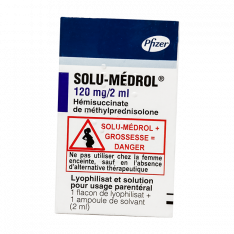 Pfizer
SOLU-MÉDROL®
120 mg/2 ml
Hémisuccinate
de méthylprednisolone
SOLU-MÉDROL +
GROSSESSE =
DANGER
Ne pas utiliser chez la femme
enceinte, sauf en l'absence
d'alternative thérapeutique
Lyophilisat et solution
pour usage parentéral
1 flacon de lyophilisat +
1 ampoule de solvant
(2 ml)